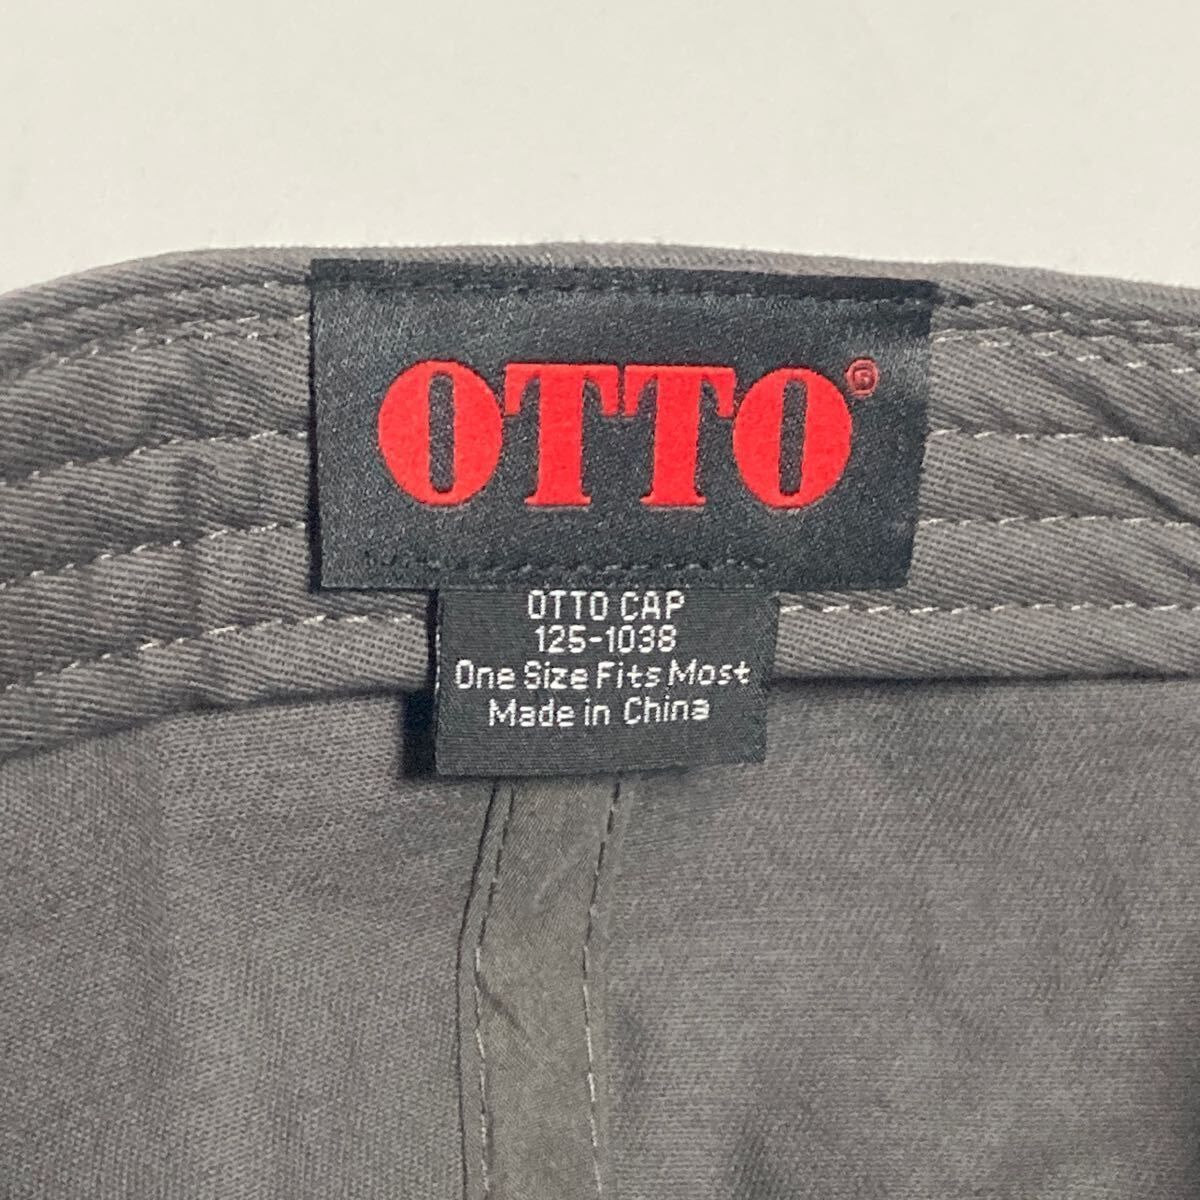 OTTO®
OTTO CAP
125-1038
One Size Fits Most
Made in China